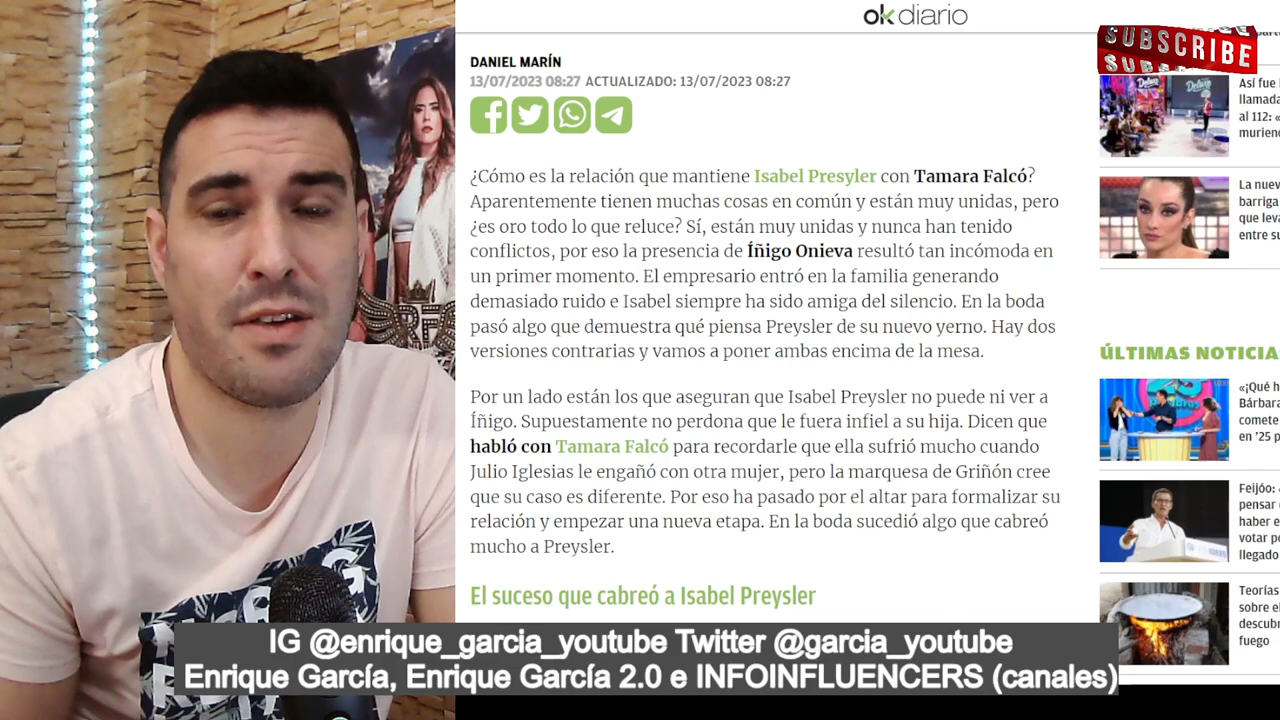 okdiario
SUBSCRIBE
DANIEL MARÍN
13/07/2023 08:27 ACTUALIZADO: 13/07/2023 08:27
¿Cómo es la relación que mantiene Isabel Presyler con Tamara Falcó?
Aparentemente tienen muchas cosas en común y están muy unidas, pero
¿es oro todo lo que reluce? Sí, están muy unidas y nunca han tenido
conflictos, por eso la presencia de Íñigo Onieva resultó tan incómoda en
un primer momento. El empresario entró en la familia generando
demasiado ruido e Isabel siempre ha sido amiga del silencio. En la boda
pasó algo que demuestra qué piensa Preysler de su nuevo yerno. Hay dos
versiones contrarias y vamos a poner ambas encima de la mesa.
Por un lado están los que aseguran que Isabel Preysler no puede ni ver a
Íñigo. Supuestamente no perdona que le fuera infiel a su hija. Dicen que
habló con Tamara Falcó para recordarle que ella sufrió mucho cuando
Julio Iglesias le engañó con otra mujer, pero la marquesa de Griñón cree
que su caso es diferente. Por eso ha pasado por el altar para formalizar su
relación y empezar una nueva etapa. En la boda sucedió algo que cabreó
mucho a Preysler.
El suceso que cabreó a Isabel Preysler
Así fue
llamada
al 112: «
murien
La nuev
barriga
que leva
entre su
ÚLTIMAS NOTICIA
«¡Qué h
Bárbara
comete
en '25 p
Feijóo:
pensar
haber e
votar po
llegado
Teorías
sobre el
descubr
fuego
IG @enrique_garcia_youtube Twitter @garcia_youtube
Enrique García, Enrique García 2.0 e INFOINFLUENCERS (canales)